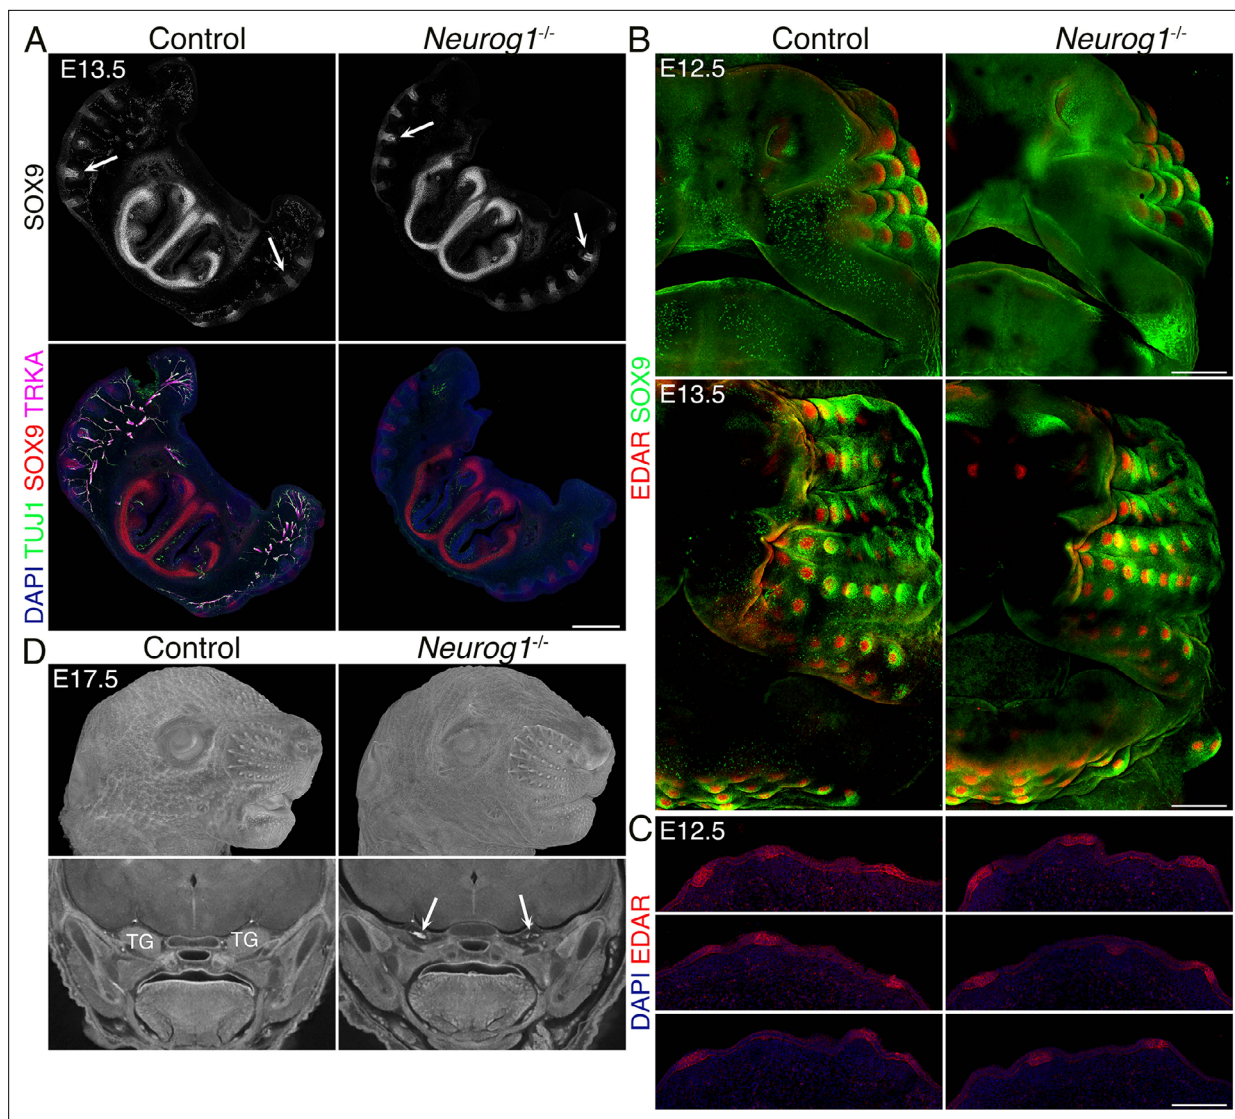 A
Control
Neurog1-/-
E13.5
SOX9
DAPI TUJ1 SOX9 TRKA
B
Control
Neurog1-/-
E12.5
E13.5
EDAR SOX9
D
Control
Neurog1-/-
E17.5
TG
TG
C
E12.5
DAPI EDAR